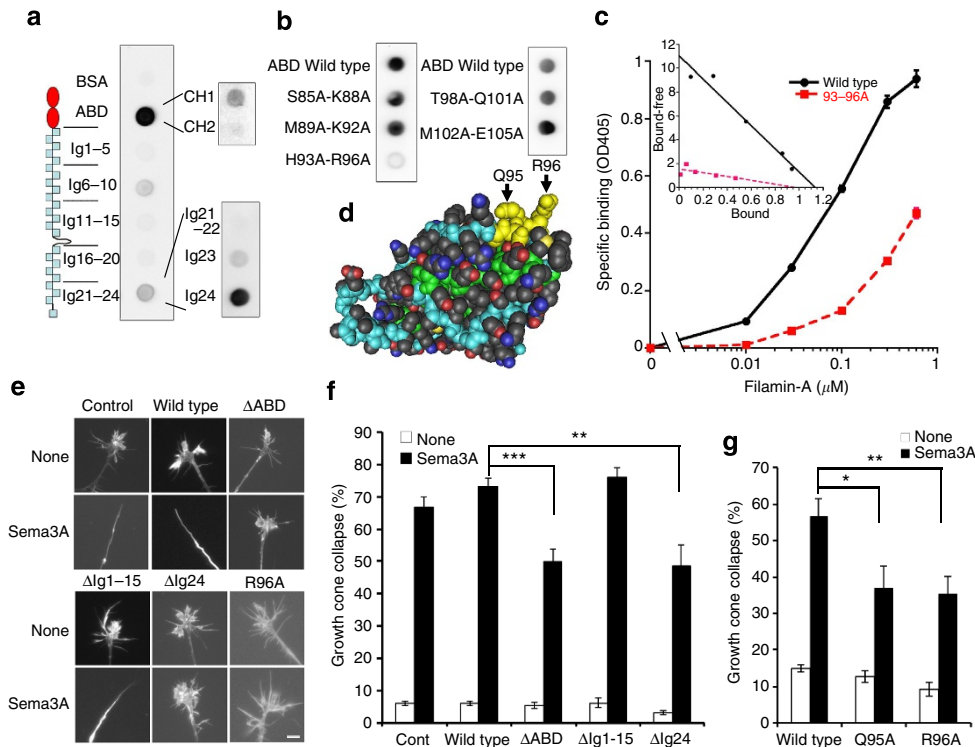 a
BSA
ABD
CH1
CH2
Ig1–5
Ig6–10
Ig11–15
Ig16–20
Ig21–24
Ig21
–22
Ig23
Ig24
b
ABD Wild type
S85A-K88A
M89A-K92A
H93A-R96A
ABD Wild type
T98A-Q101A
M102A-E105A
d
Q95
R96
c
Specific binding (OD405)
1
0.8
0.6
0.4
0.2
0
0
0.01
0.1
1
Filamin-A (μM)
Wild type
93–96A
Bound-free
12
10
8
6
4
2
0
0
0.2
0.4
0.6
0.8
1
1.2
Bound
e
Control
Wild type
ΔABD
None
Sema3A
ΔIg1–15
ΔIg24
R96A
None
Sema3A
f
Growth cone collapse (%)
90
80
70
60
50
40
30
20
10
0
None
Sema3A
**
***
Cont
Wild type
ΔABD
ΔIg1-15
ΔIg24
g
Growth cone collapse (%)
70
60
50
40
30
20
10
0
None
Sema3A
**
*
Wild type
Q95A
R96A